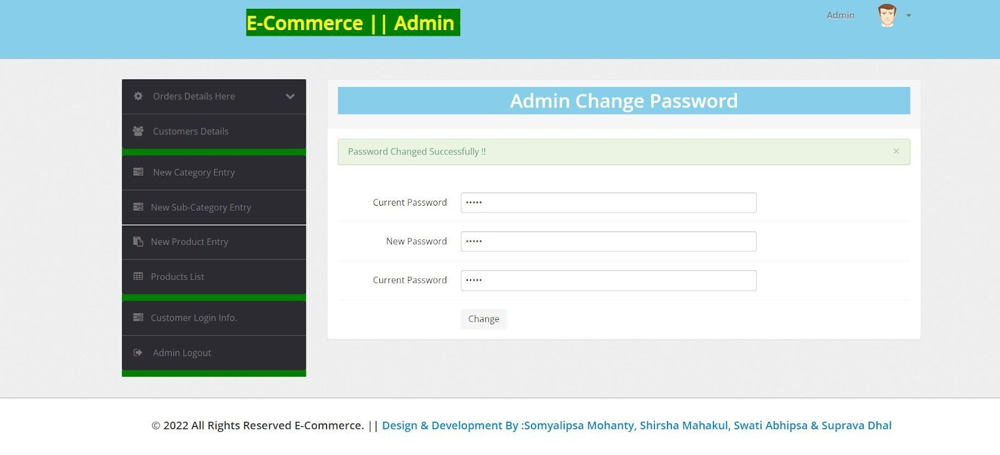 E-Commerce || Admin
Admin
Orders Details Here
Customers Details
New Category Entry
New Sub-Category Entry
New Product Entry
Products List
Customer Login Info.
Admin Logout
Admin Change Password
Password Changed Successfully !!
×
Current Password •••••
New Password •••••
Current Password •••••
Change
© 2022 All Rights Reserved E-Commerce. || Design & Development By :Somyalipsa Mohanty, Shirsha Mahakul, Swati Abhipsa & Suprava Dhal